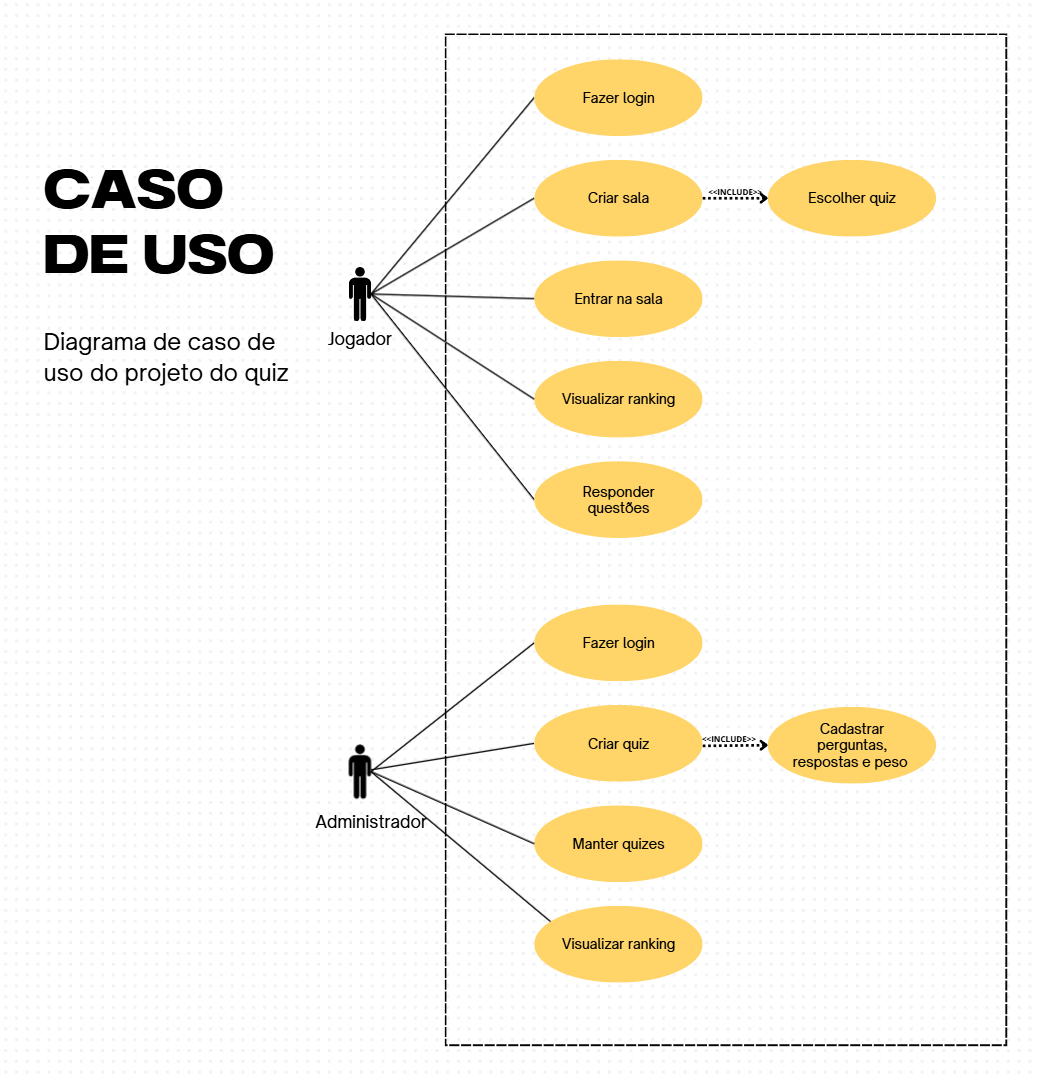 CASO
DE USO
Diagrama de caso de
uso do projeto do quiz
Jogador
Fazer login
Criar sala
<<INCLUDE>>
Escolher quiz
Entrar na sala
Visualizar ranking
Responder
questões
Administrador
Fazer login
Criar quiz
<<INCLUDE>>
Cadastrar
perguntas,
respostas e peso
Manter quizes
Visualizar ranking